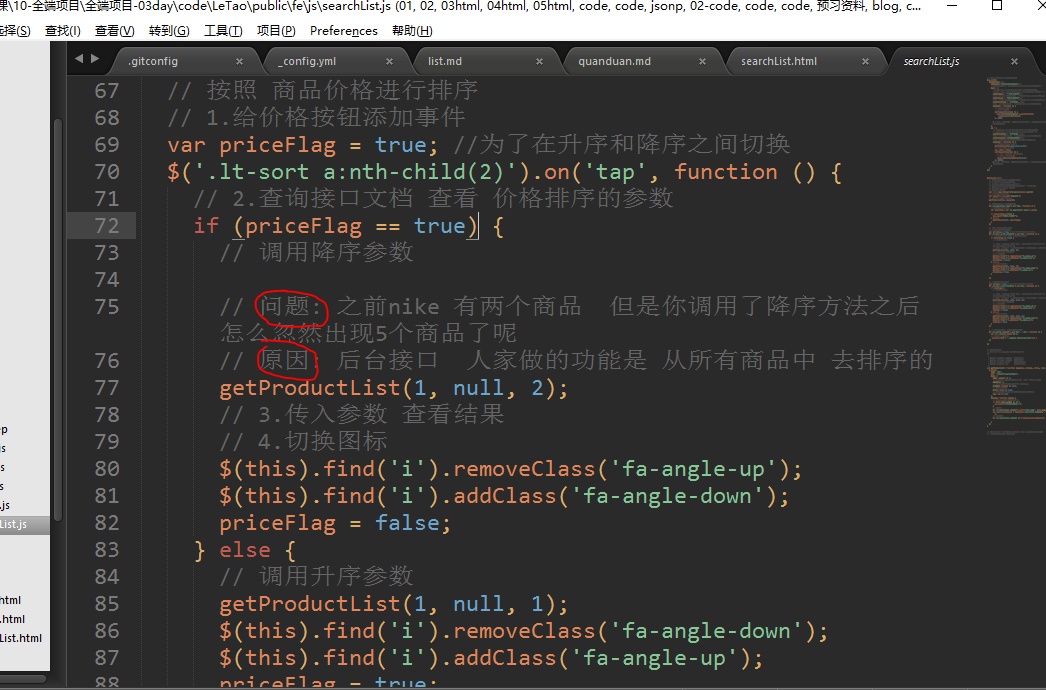 课\10-全端项目\全端项目-03day\code\LeTao\public\fe\js\searchList.js (01, 02, 03html, 04html, 05html, code, code, jsonp, 02-code, code, code, 预习资料, blog, c...
选择(S) 查找(I) 查看(V) 转到(G) 工具(T) 项目(P) Preferences 帮助(H)
.gitconfig × _config.yml × list.md × quanduan.md × searchList.html × searchList.js ×
67 // 按照 商品价格进行排序
68 // 1.给价格按钮添加事件
69 var priceFlag = true; //为了在升序和降序之间切换
70 $('.lt-sort a:nth-child(2)').on('tap', function () {
71 // 2.查询接口文档 查看 价格排序的参数
72 if (priceFlag == true) {
73 // 调用降序参数
74
75 // 问题: 之前nike 有两个商品 但是你调用了降序方法之后
怎么忽然出现5个商品了呢
76 // 原因: 后台接口 人家做的功能是 从所有商品中 去排序的
77 getProductList(1, null, 2);
78 // 3.传入参数 查看结果
79 // 4.切换图标
80 $(this).find('i').removeClass('fa-angle-up');
81 $(this).find('i').addClass('fa-angle-down');
82 priceFlag = false;
83 } else {
84 // 调用升序参数
85 getProductList(1, null, 1);
86 $(this).find('i').removeClass('fa-angle-down');
87 $(this).find('i').addClass('fa-angle-up');
88 priceFlag = true;
p
js
s
s
.js
List.js
html
.html
List.html